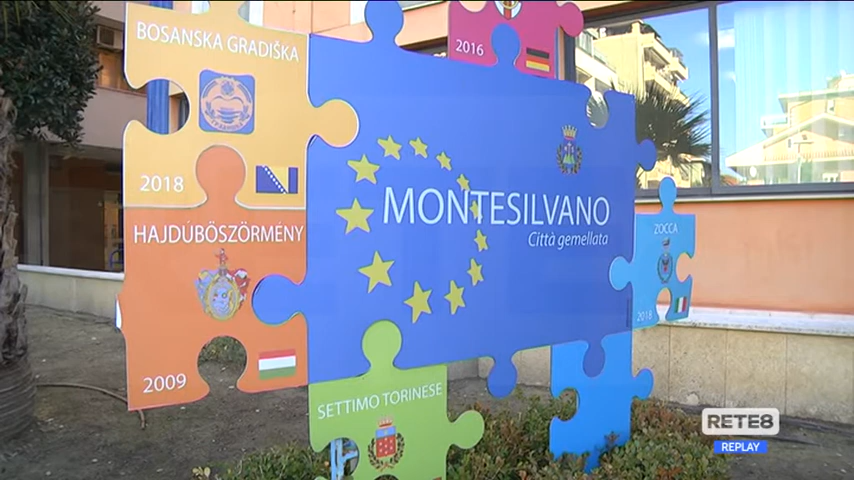 BOSANSKA GRADIŠKA
2018
2016
HAJDÚBÖSZÖRMÉNY
2009
MONTESILVANO
Città gemellata
ZOCCA
2018
SETTIMO TORINESE
RETE8
REPLAY